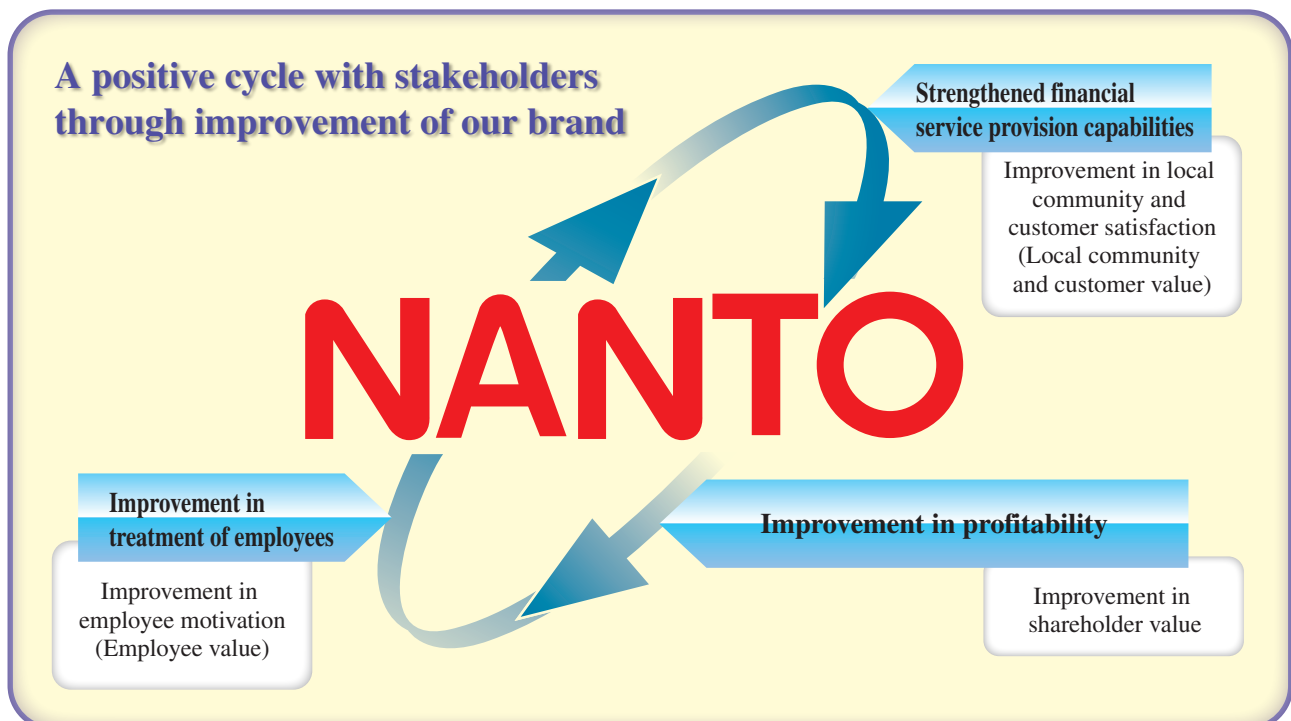 A positive cycle with stakeholders
through improvement of our brand
Strengthened financial
service provision capabilities
Improvement in local
community and
customer satisfaction
(Local community
and customer value)
NANTO
Improvement in
treatment of employees
Improvement in
employee motivation
(Employee value)
Improvement in profitability
Improvement in
shareholder value